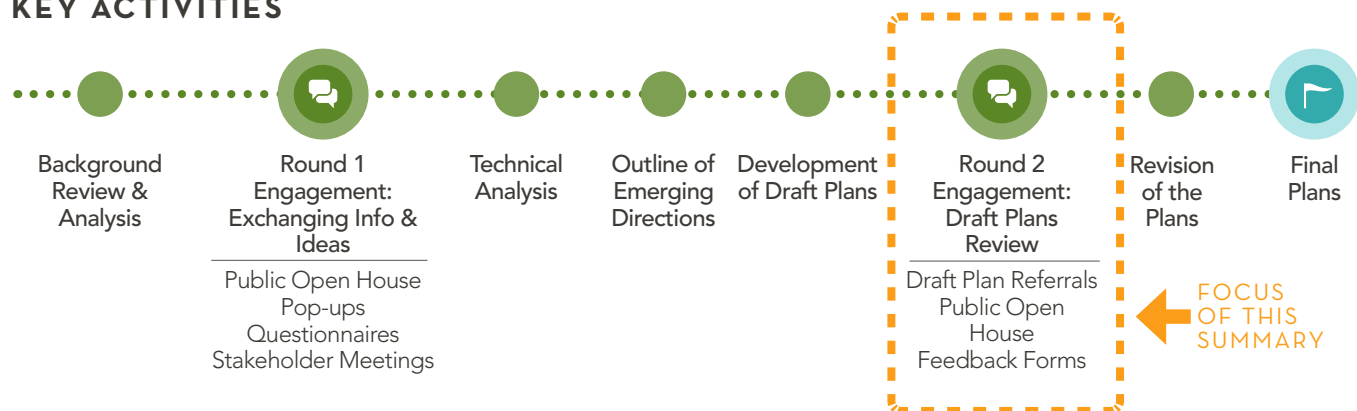 KEY ACTIVITIES
Background
Review &
Analysis
Round 1
Engagement:
Exchanging Info &
Ideas
Public Open House
Pop-ups
Questionnaires
Stakeholder Meetings
Technical
Analysis
Outline of
Emerging
Directions
Development
of Draft Plans
Round 2
Engagement:
Draft Plans
Review
Draft Plan Referrals
Public Open
House
Feedback Forms
Revision
of the
Plans
Final
Plans
FOCUS
OF THIS
SUMMARY